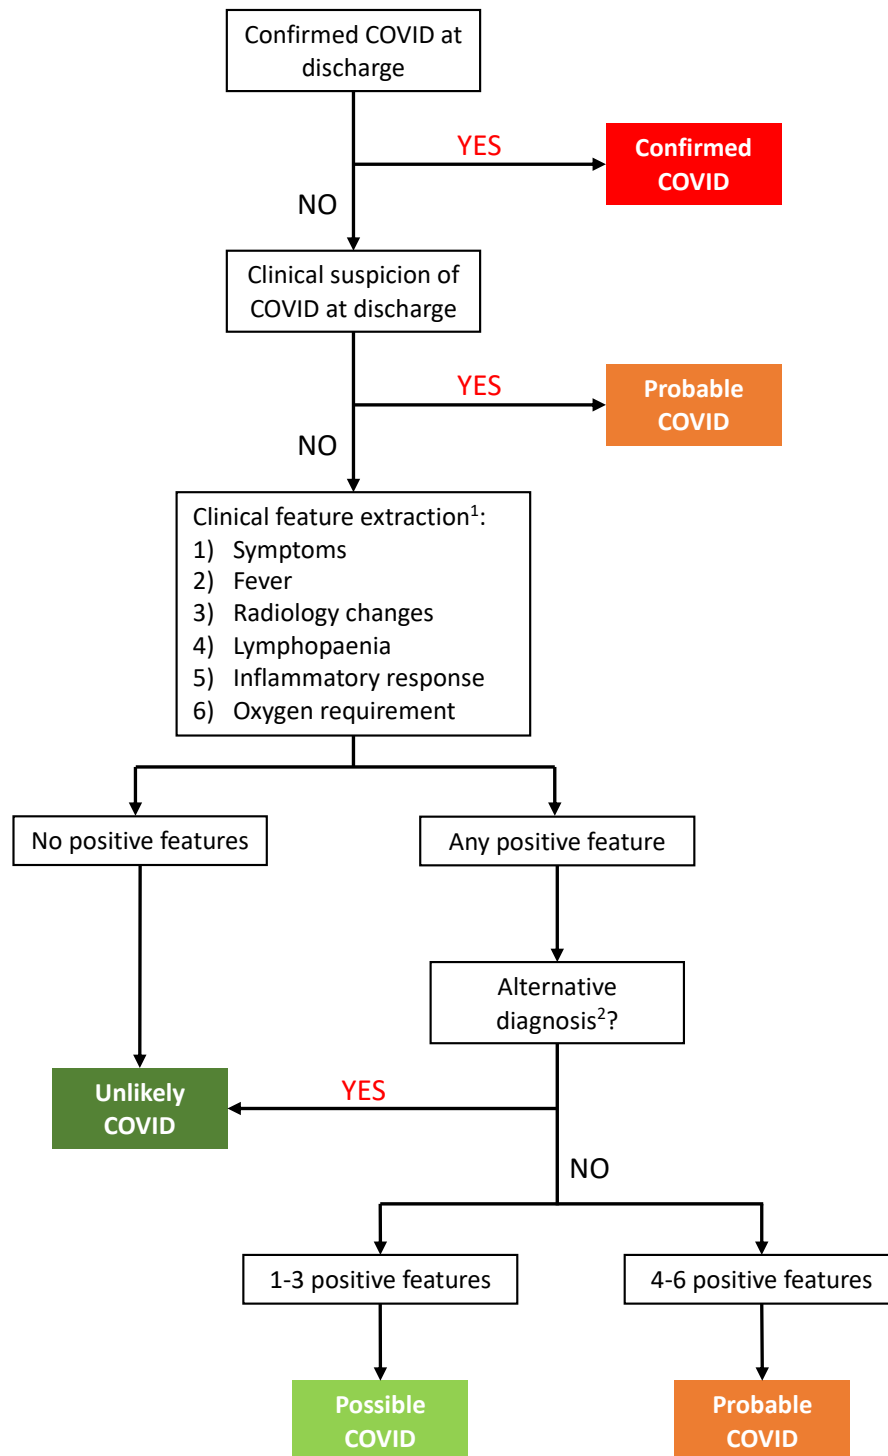 Confirmed COVID at
discharge
YES
Confirmed
COVID
NO
Clinical suspicion of
COVID at discharge
YES
Probable
COVID
NO
Clinical feature extraction¹:
1) Symptoms
2) Fever
3) Radiology changes
4) Lymphopaenia
5) Inflammatory response
6) Oxygen requirement
No positive features
Any positive feature
Alternative
diagnosis²?
Unlikely
COVID
YES
NO
1-3 positive features
4-6 positive features
Possible
COVID
Probable
COVID